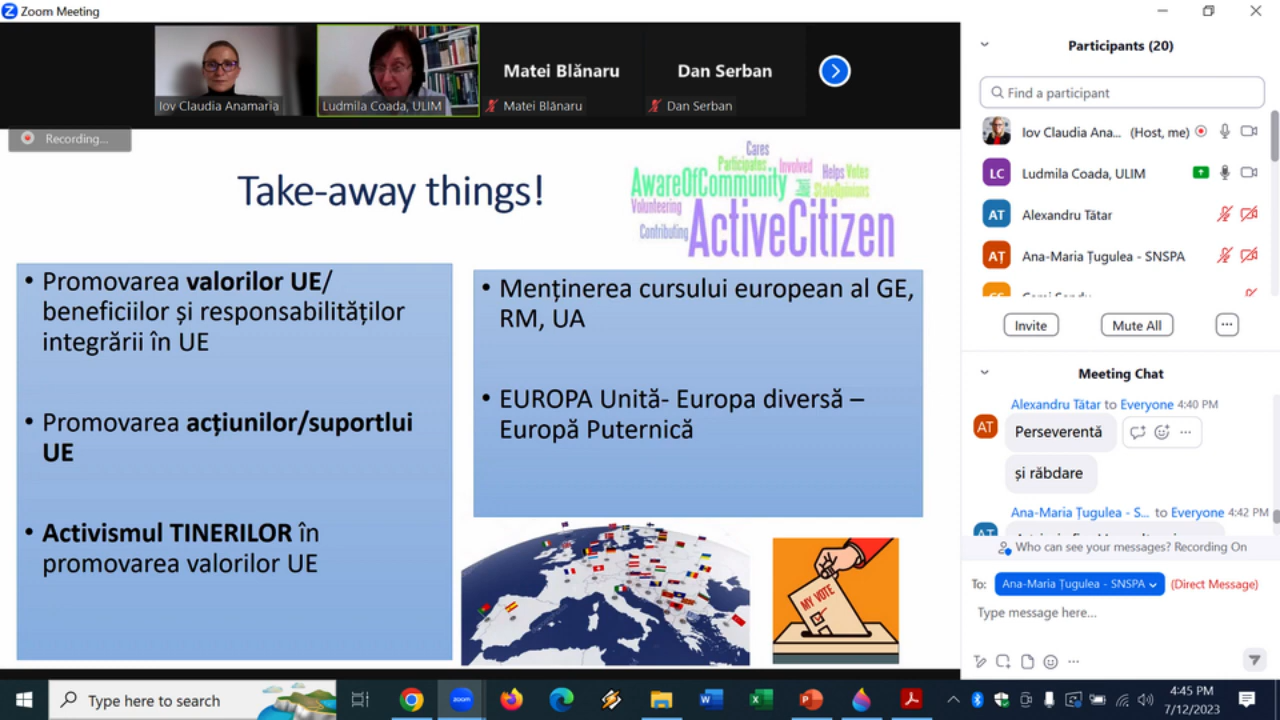 Zoom Meeting
Iov Claudia Anamaria
Ludmila Coada, ULIM
Matei Blănaru
Matei Blănaru
Dan Serban
Dan Serban
Recording...
Take-away things!
Cares
Participates
Involved
Helps
Votes
AwareOfCommunity
StatesOpinions
Volunteering
Contributing
ActiveCitizen
• Promovarea valorilor UE/
beneficiilor și responsabilităților
integrării în UE
• Promovarea acțiunilor/suportlui
UE
• Activismul TINERILOR în
promovarea valorilor UE
• Menținerea cursului european al GE,
RM, UA
• EUROPA Unită- Europa diversă –
Europă Puternică
MY VOTE
Participants (20)
Find a participant
Iov Claudia Ana... (Host, me)
LC Ludmila Coada, ULIM
AT Alexandru Tătar
AȚ Ana-Maria Țugulea - SNSPA
Invite
Mute All
Meeting Chat
Alexandru Tătar to Everyone 4:40 PM
AT Perseverentă
și răbdare
Ana-Maria Țugulea - S... to Everyone 4:42 PM
Who can see your messages? Recording On
To: Ana-Maria Țugulea - SNSPA (Direct Message)
Type message here...
Type here to search
zoom
4:45 PM
7/12/2023